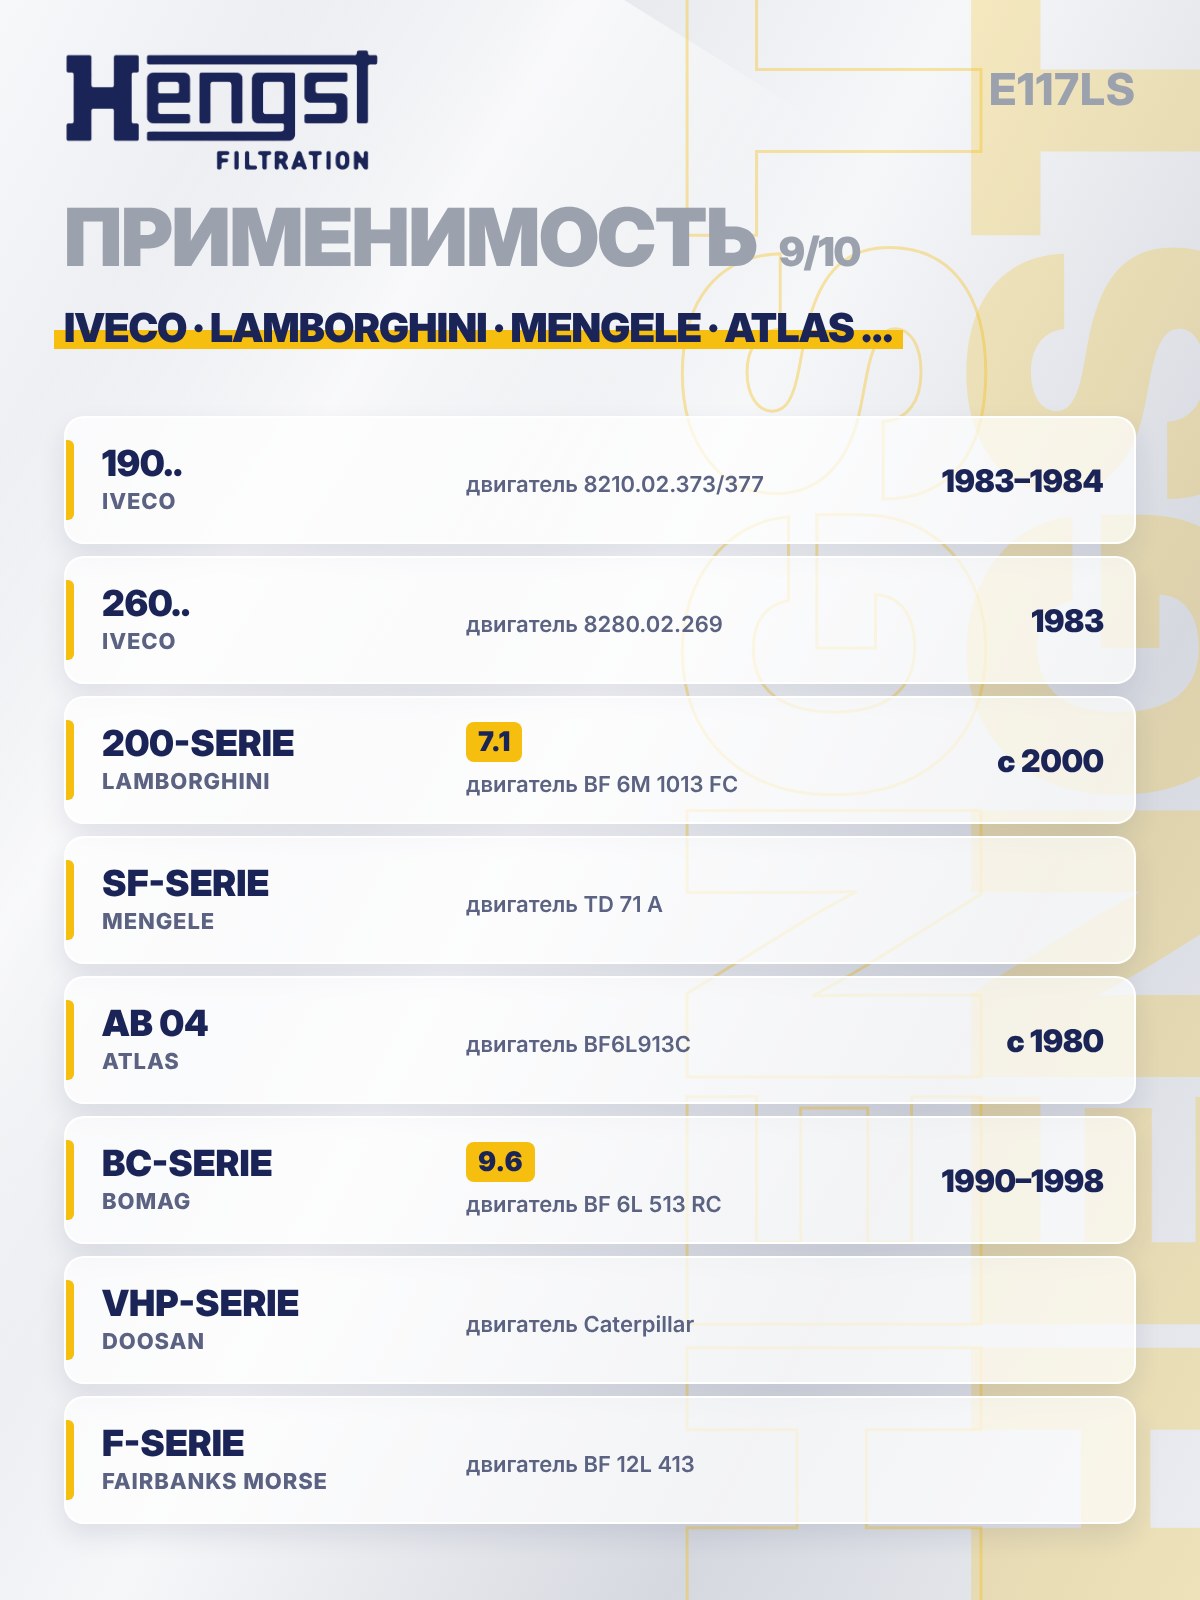 Hengst
FILTRATION
E117LS
ПРИМЕНИМОСТЬ 9/10
IVECO · LAMBORGHINI · MENGELE · ATLAS ...
190..
IVECO
двигатель 8210.02.373/377
1983–1984
260..
IVECO
двигатель 8280.02.269
1983
200-SERIE
LAMBORGHINI
7.1
двигатель BF 6M 1013 FC
с 2000
SF-SERIE
MENGELE
двигатель TD 71 A
AB 04
ATLAS
двигатель BF6L913C
с 1980
BC-SERIE
BOMAG
9.6
двигатель BF 6L 513 RC
1990–1998
VHP-SERIE
DOOSAN
двигатель Caterpillar
F-SERIE
FAIRBANKS MORSE
двигатель BF 12L 413
HENGST
HENGST